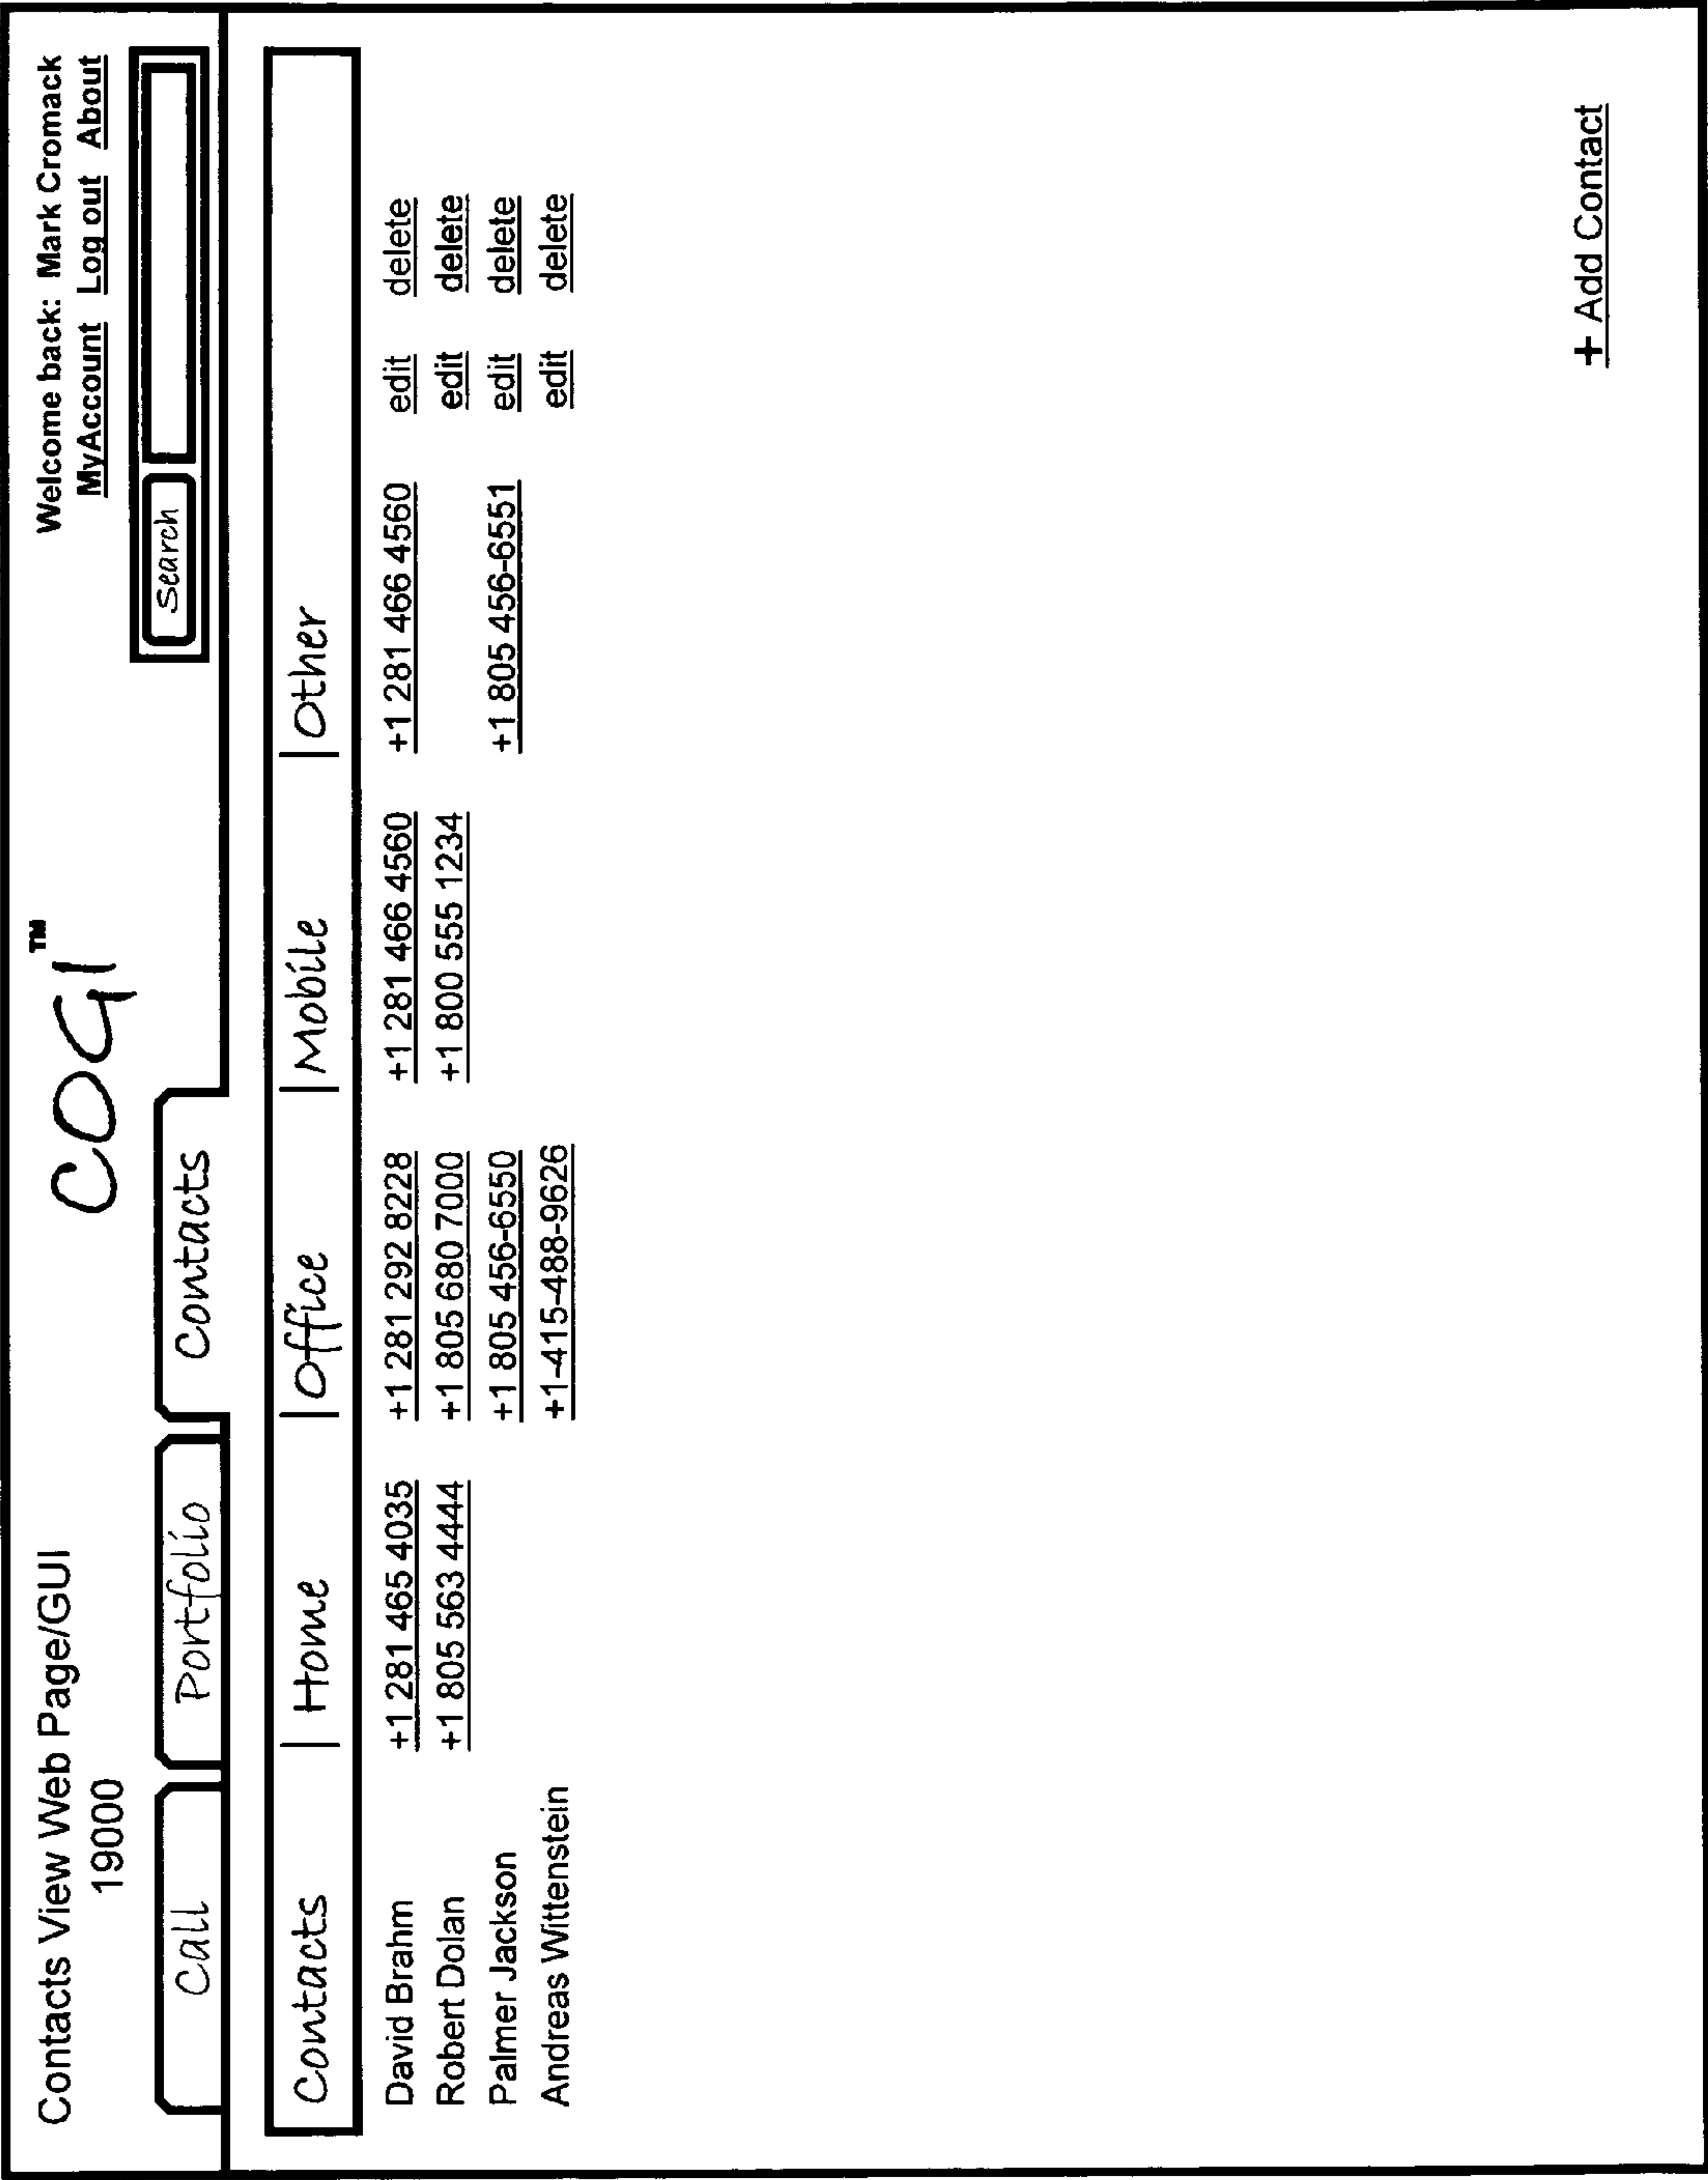 Contacts View Web Page/GUI
19000
COGI™
Welcome back: Mark Cromack
MyAccount Log out About
search
Call Portfolio Contacts
Contacts | Home | Office | Mobile | Other
David Brahm +1 281 465 4035 +1 281 292 8228 +1 281 466 4560 +1 281 466 4560 edit delete
Robert Dolan +1 805 563 4444 +1 805 680 7000 +1 800 555 1234 edit delete
Palmer Jackson +1 805 456-6550 +1 805 456-6551 edit delete
Andreas Wittenstein +1-415-488-9626 edit delete
+ Add Contact